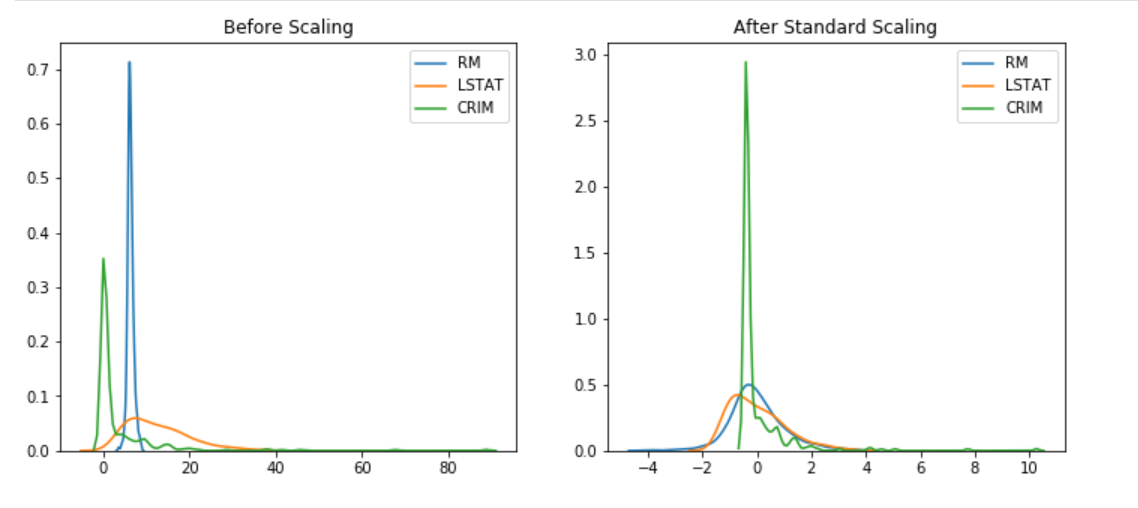 Before Scaling
RM
LSTAT
CRIM
0.7
0.6
0.5
0.4
0.3
0.2
0.1
0.0
0 20 40 60 80
After Standard Scaling
RM
LSTAT
CRIM
3.0
2.5
2.0
1.5
1.0
0.5
0.0
−4 −2 0 2 4 6 8 10